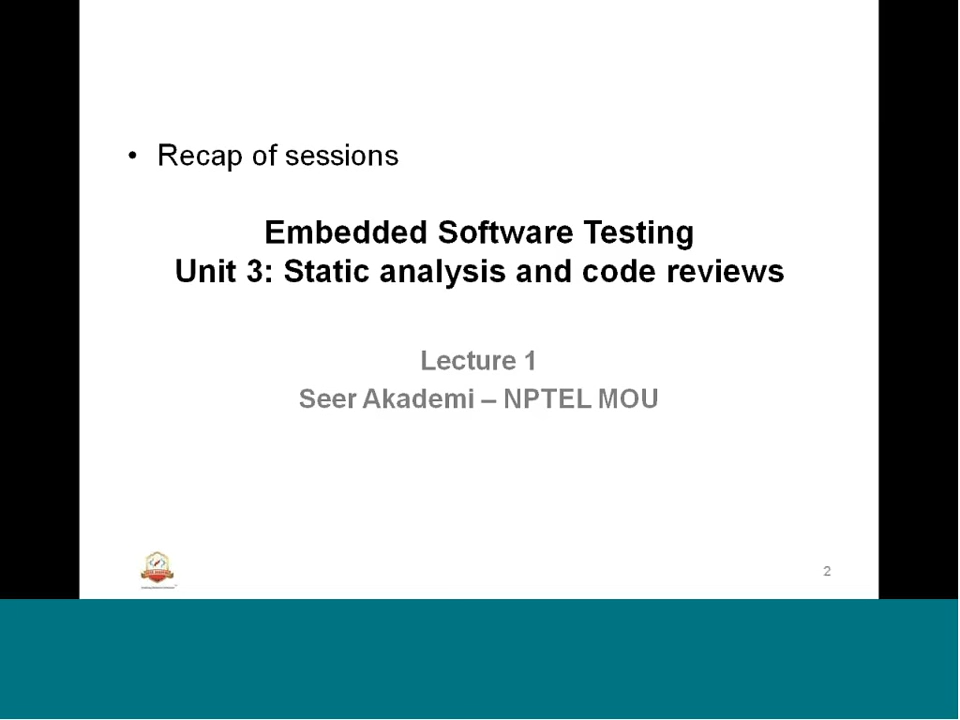 • Recap of sessions
Embedded Software Testing
Unit 3: Static analysis and code reviews
Lecture 1
Seer Akademi – NPTEL MOU
2